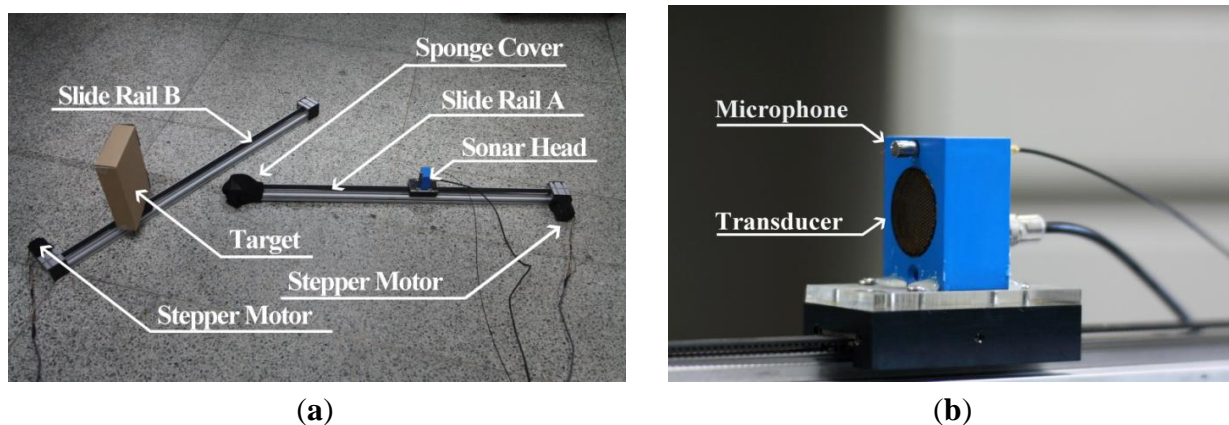 Sponge Cover
Slide Rail B
Slide Rail A
Sonar Head
Target
Stepper Motor
Stepper Motor
(a)
Microphone
Transducer
(b)